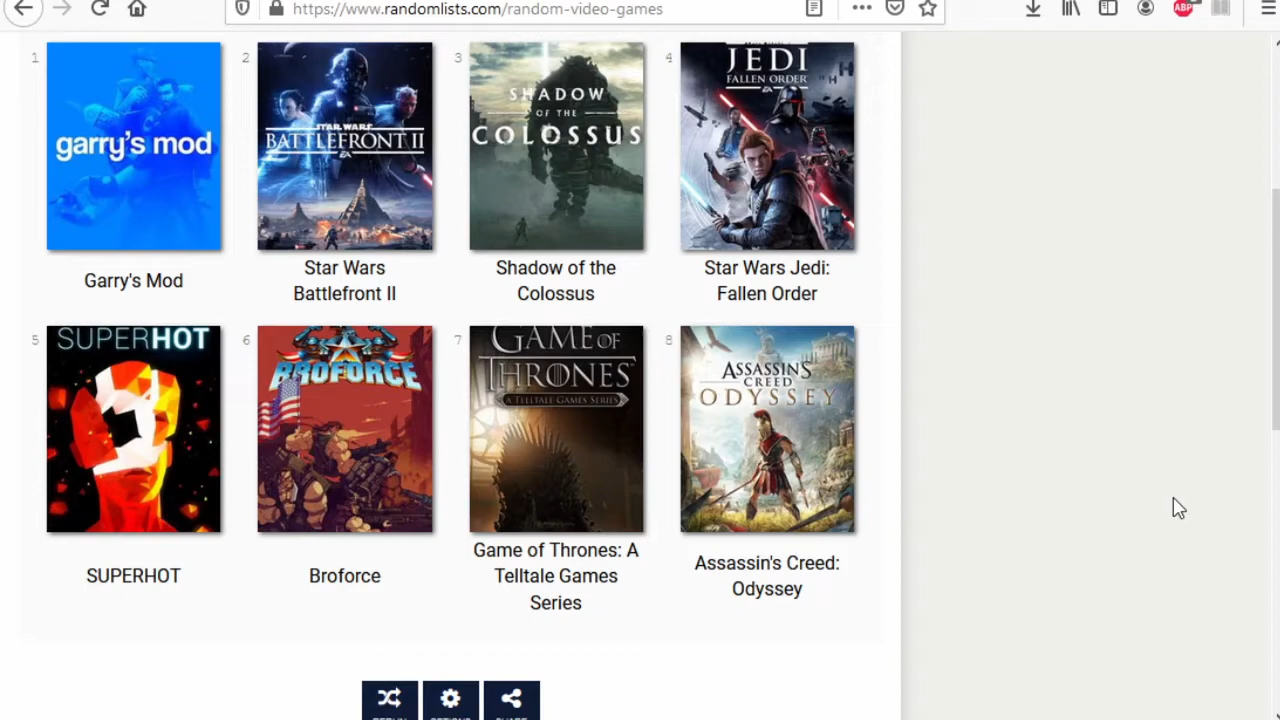 https://www.randomlists.com/random-video-games
ABP
1
2
3
4
garry's mod
STAR WARS
BATTLEFRONT II
EA
SHADOW
OF THE
COLOSSUS
JEDI
FALLEN ORDER
EA
Garry's Mod
Star Wars
Battlefront II
Shadow of the
Colossus
Star Wars Jedi:
Fallen Order
5
6
7
8
SUPERHOT
BROFORCE
GAME OF
THRONES
A TELLTALE GAMES SERIES
ASSASSIN'S
CREED
ODYSSEY
SUPERHOT
Broforce
Game of Thrones: A
Telltale Games
Series
Assassin's Creed:
Odyssey